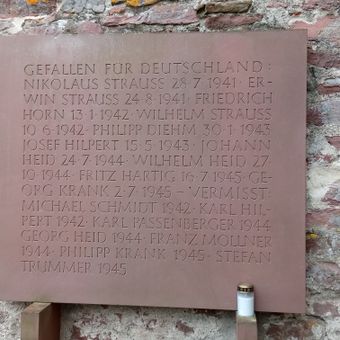 GEFALLEN FÜR DEUTSCHLAND:
NIKOLAUS STRAUSS 28·7·1941· ER-
WIN STRAUSS 24·8·1941· FRIEDRICH
HORN 13·1·1942· WILHELM STRAUSS
10·6·1942· PHILIPP DIEHM 30·1·1943
JOSEF HILPERT 15·5·1943· JOHANN
HEID 24·7·1944· WILHELM HEID 27·
10·1944· FRITZ HARTIG 16·7·1945· GE-
ORG KRANK 2·7·1945 – VERMISST:
MICHAEL SCHMIDT 1942· KARL HIL-
PERT 1942· KARL PASSENBERGER 1944
GEORG HEID 1944· FRANZ MOLLNER
1944· PHILIPP KRANK 1945· STEFAN
TRUMMER 1945